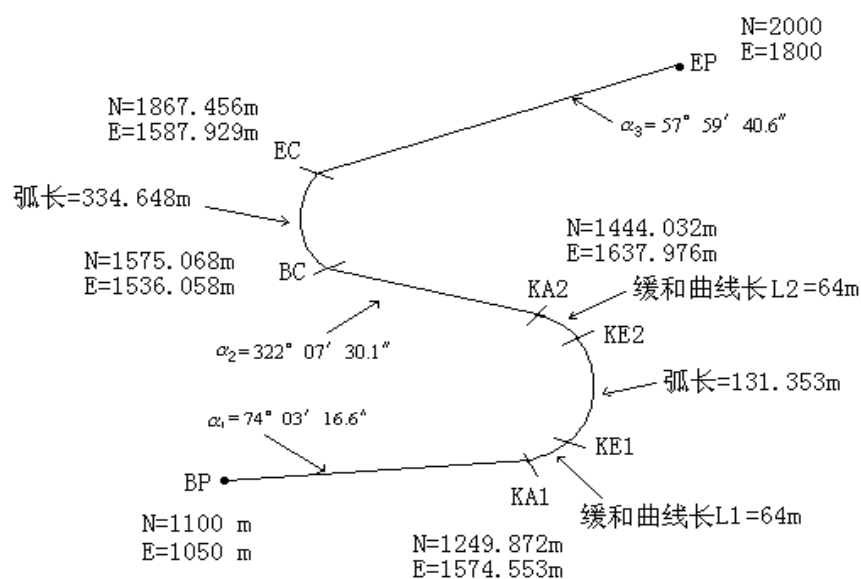 N=2000
E=1800
EP
α₃=57° 59′ 40.6″
N=1867.456m
E=1587.929m
EC
弧长=334.648m
N=1575.068m
E=1536.058m
BC
N=1444.032m
E=1637.976m
KA2
缓和曲线长L2=64m
KE2
α₂=322° 07′ 30.1″
弧长=131.353m
α₁=74° 03′ 16.6″
KE1
BP
KA1
缓和曲线长L1=64m
N=1100 m
E=1050 m
N=1249.872m
E=1574.553m